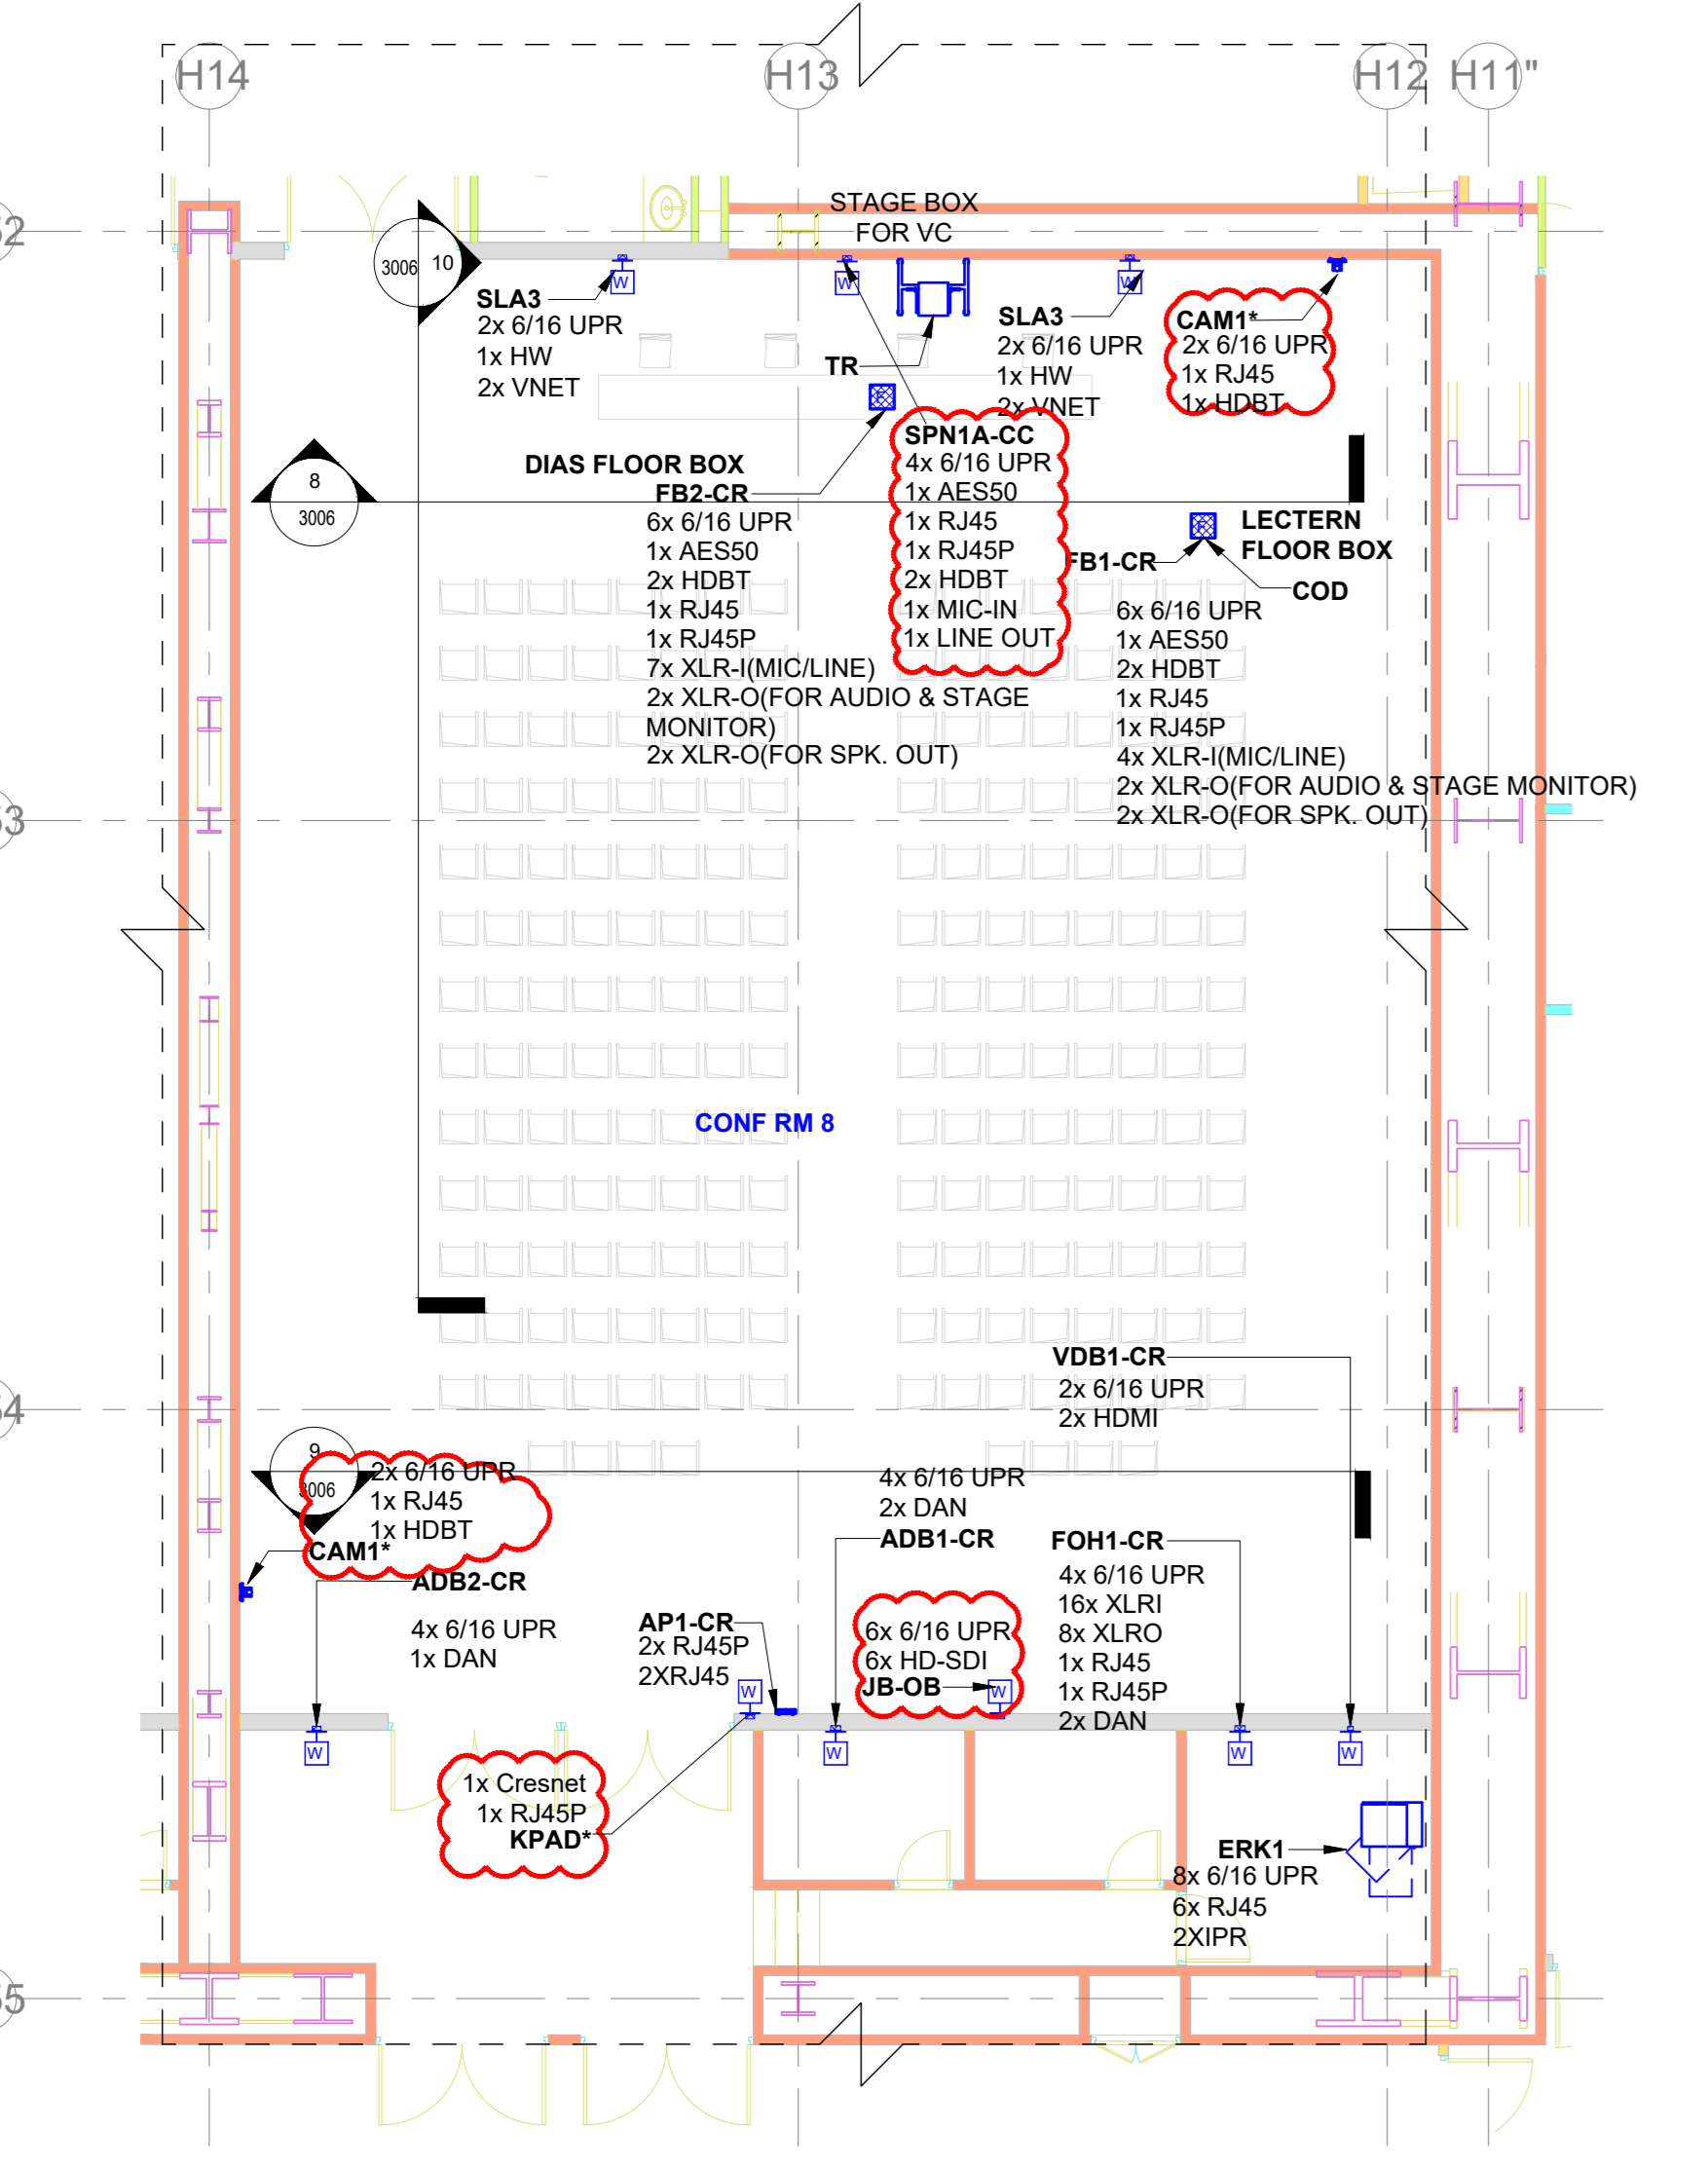 H14
H13
H12
H11"
STAGE BOX
FOR VC
3006
10
W
W
W
SLA3
2x 6/16 UPR
1x HW
2x VNET
TR
SLA3
2x 6/16 UPR
1x HW
2x VNET
CAM1*
2x 6/16 UPR
1x RJ45
1x HDBT
F
8
3006
DIAS FLOOR BOX
FB2-CR
6x 6/16 UPR
1x AES50
2x HDBT
1x RJ45
1x RJ45P
7x XLR-I(MIC/LINE)
2x XLR-O(FOR AUDIO & STAGE
MONITOR)
2x XLR-O(FOR SPK. OUT)
SPN1A-CC
4x 6/16 UPR
1x AES50
1x RJ45
1x RJ45P
2x HDBT
1x MIC-IN
1x LINE OUT
F
LECTERN
FLOOR BOX
FB1-CR
COD
6x 6/16 UPR
1x AES50
2x HDBT
1x RJ45
1x RJ45P
4x XLR-I(MIC/LINE)
2x XLR-O(FOR AUDIO & STAGE MONITOR)
2x XLR-O(FOR SPK. OUT)
CONF RM 8
VDB1-CR
2x 6/16 UPR
2x HDMI
9
3006
2x 6/16 UPR
1x RJ45
1x HDBT
CAM1*
4x 6/16 UPR
2x DAN
ADB1-CR
FOH1-CR
4x 6/16 UPR
16x XLRI
8x XLRO
1x RJ45
1x RJ45P
2x DAN
ADB2-CR
4x 6/16 UPR
1x DAN
AP1-CR
2x RJ45P
2XRJ45
6x 6/16 UPR
6x HD-SDI
JB-OB
W
W
W
W
W
W
1x Cresnet
1x RJ45P
KPAD*
ERK1
8x 6/16 UPR
6x RJ45
2XIPR